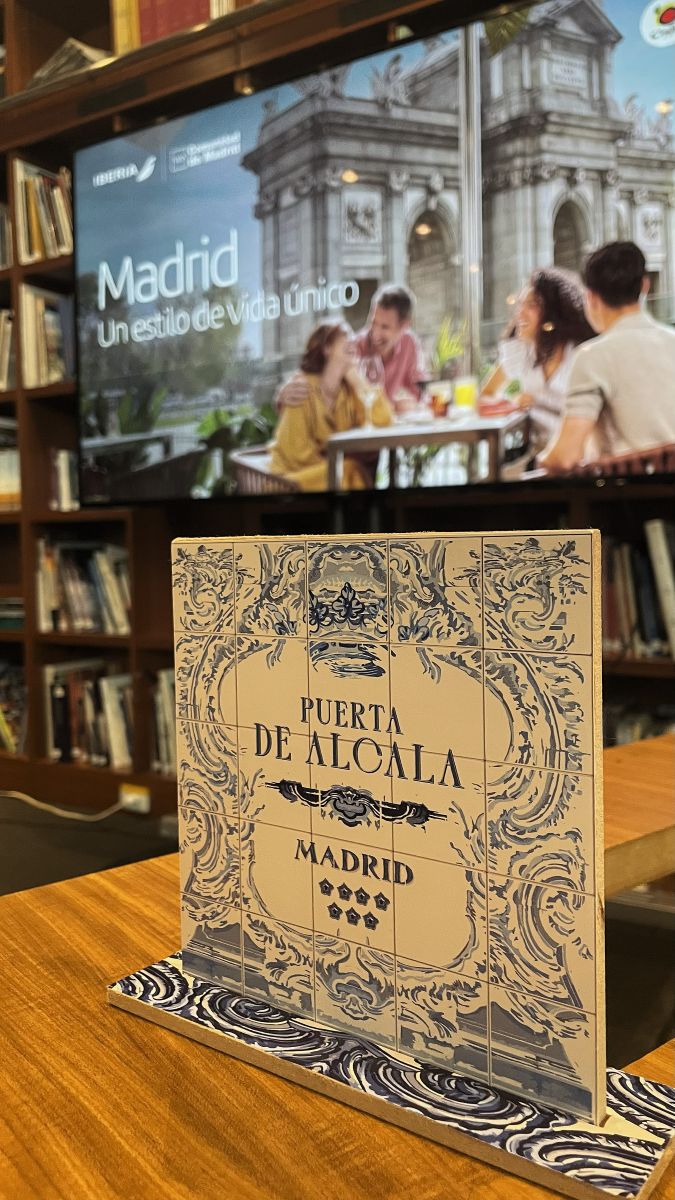 IBERIA
Comunidad
de Madrid
Madrid
Un estilo de vida único
PUERTA
DE ALCALA
MADRID